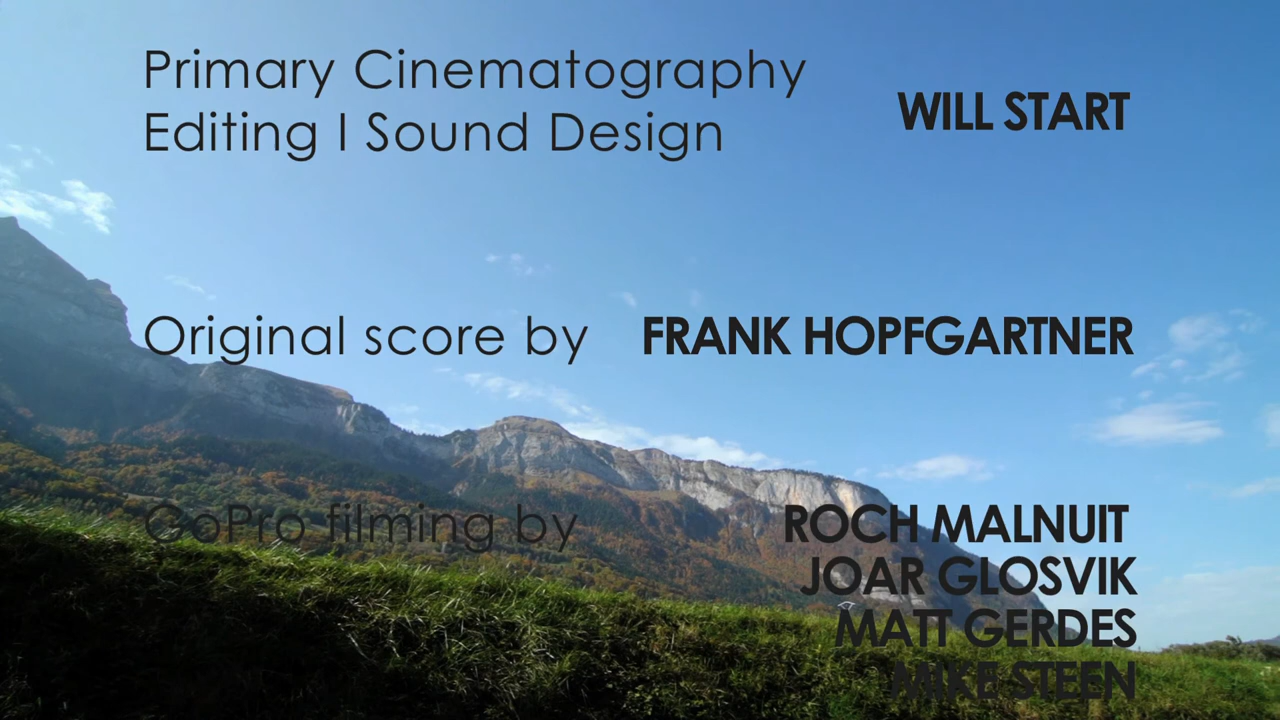 Primary Cinematography
Editing I Sound Design
WILL START
Original score by FRANK HOPFGARTNER
GoPro filming by ROCH MALNUIT
JOAR GLOSVIK
MATT GERDES
MIKE STEEN